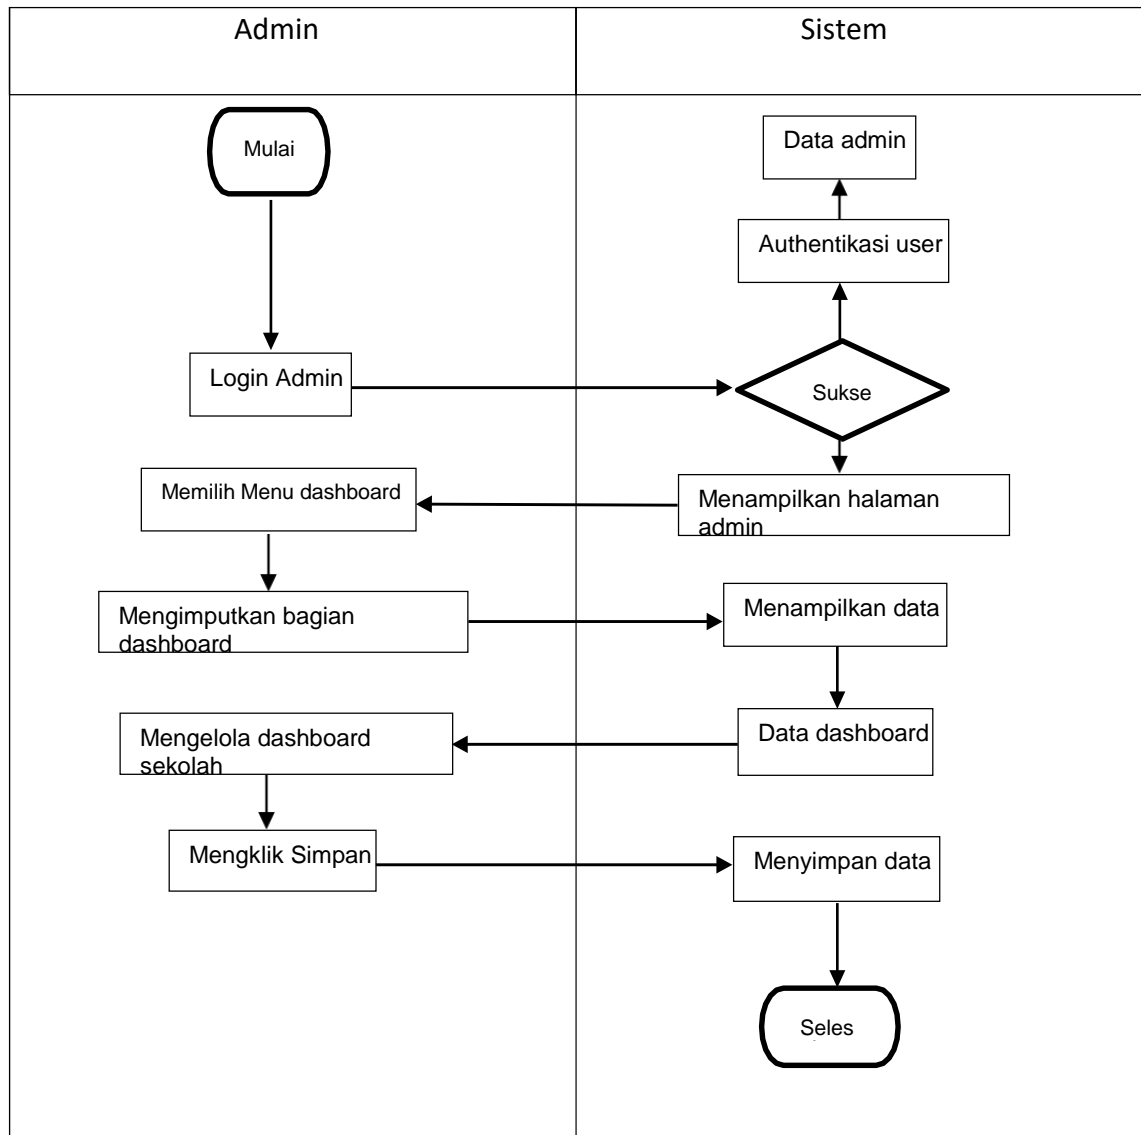 Admin
Sistem
Mulai
Data admin
Authentikasi user
Login Admin
Sukse
Memilih Menu dashboard
Menampilkan halaman
admin
Mengimputkan bagian
dashboard
Menampilkan data
Mengelola dashboard
sekolah
Data dashboard
Mengklik Simpan
Menyimpan data
Seles